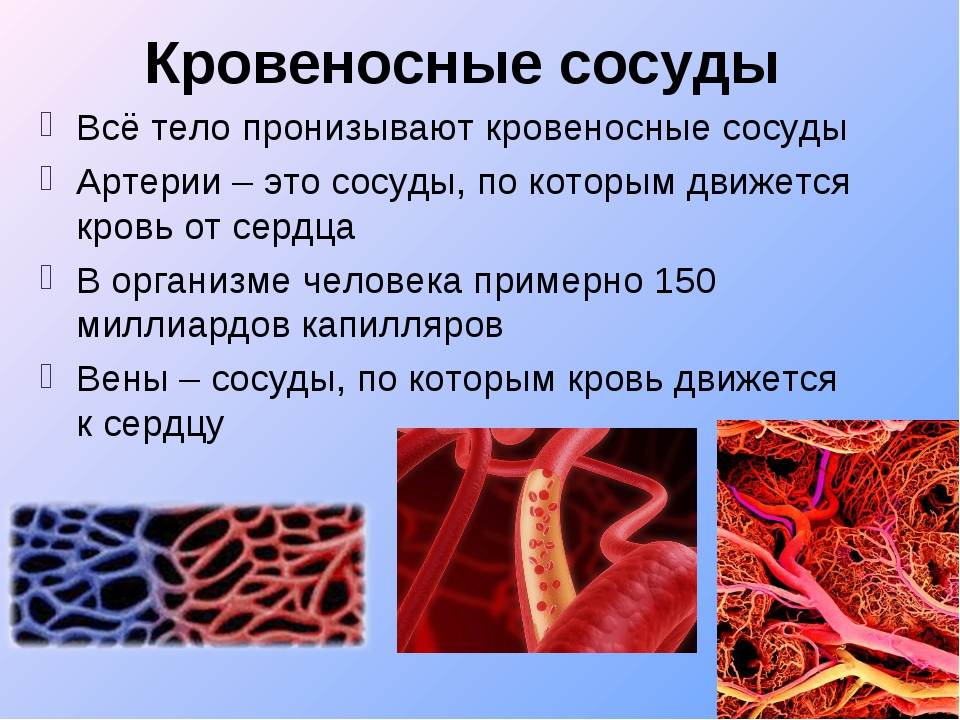 Кровеносные сосуды
Всё тело пронизывают кровеносные сосуды
Артерии – это сосуды, по которым движется
кровь от сердца
В организме человека примерно 150
миллиардов капилляров
Вены – сосуды, по которым кровь движется
к сердцу